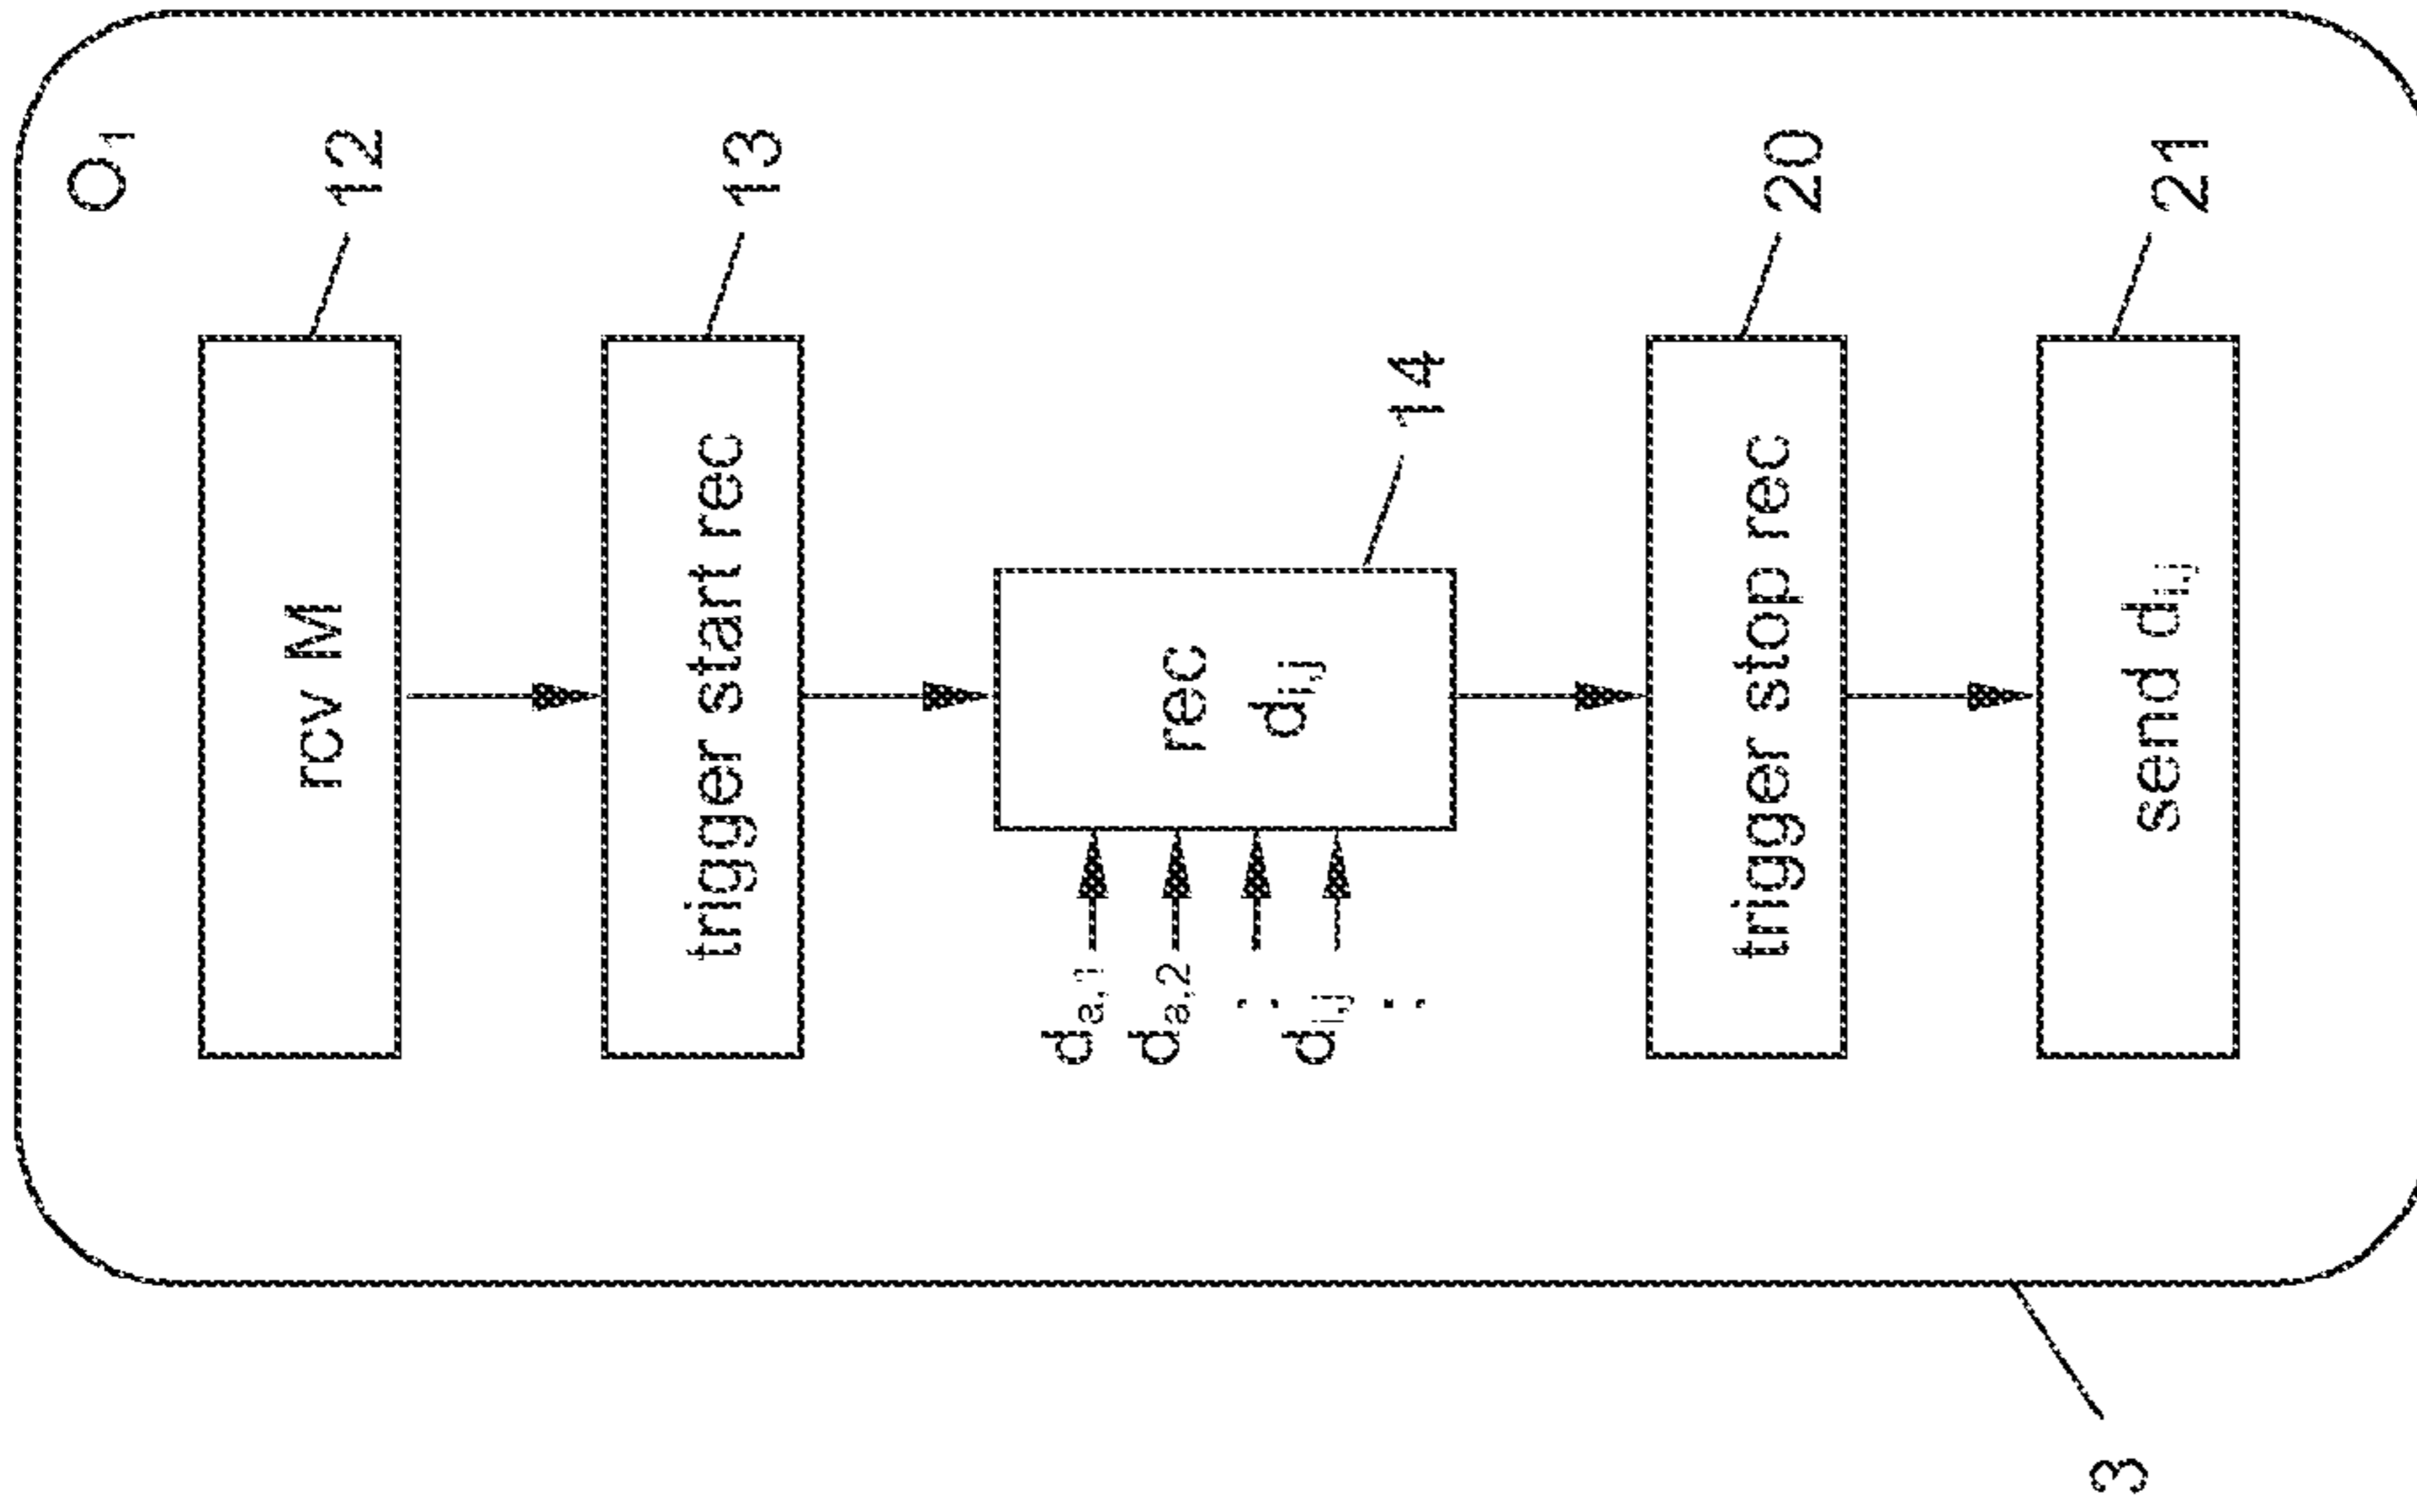 O1
rcv M
12
trigger start rec
13
da,1
da,2
..
di,j
..
rec
di,j
14
trigger stop rec
20
send di,j
21
3